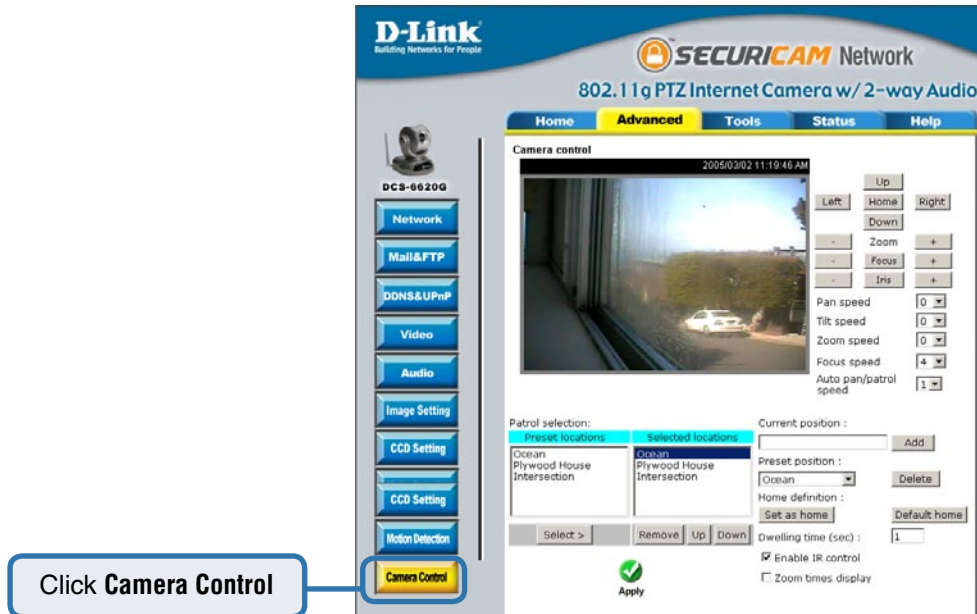 D-Link
Building Networks for People
SECURICAM Network
802.11g PTZ Internet Camera w/ 2-way Audio
Home Advanced Tools Status Help
DCS-6620G
Network
Mail&FTP
DDNS&UPnP
Video
Audio
Image Setting
CCD Setting
CCD Setting
Motion Detection
Camera Control
Click Camera Control
Camera control
2005/03/02 11:19:46 AM
Up
Left Home Right
Down
- Zoom +
- Focus +
- Iris +
Pan speed 0
Tilt speed 0
Zoom speed 0
Focus speed 4
Auto pan/patrol speed 1
Patrol selection:
Preset locations
Ocean
Plywood House
Intersection
Select >
Selected locations
Ocean
Plywood House
Intersection
Remove Up Down
Current position :
Add
Preset position :
Ocean Delete
Home definition :
Set as home Default home
Dwelling time (sec) : 1
Enable IR control
Zoom times display
Apply